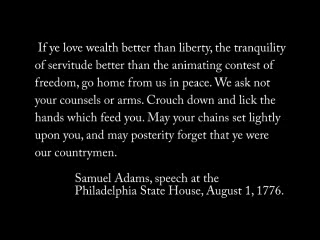 If ye love wealth better than liberty, the tranquility
of servitude better than the animating contest of
freedom, go home from us in peace. We ask not
your counsels or arms. Crouch down and lick the
hands which feed you. May your chains set lightly
upon you, and may posterity forget that ye were
our countrymen.
Samuel Adams, speech at the
Philadelphia State House, August 1, 1776.